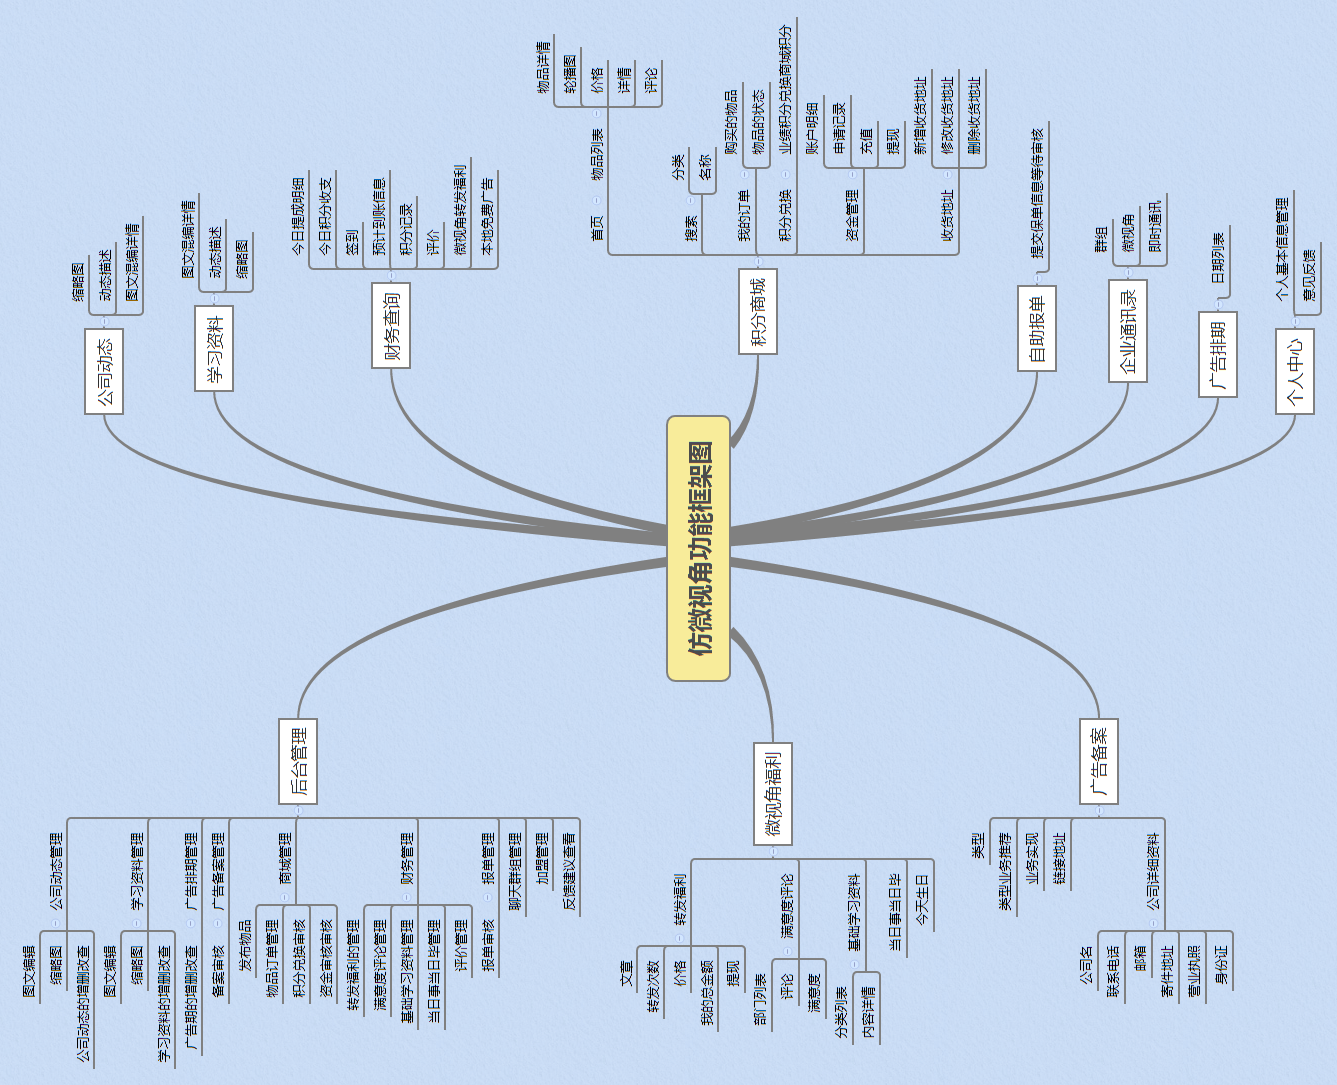 仿微视角功能框架图
公司动态
缩略图
动态描述
图文混编详情
学习资料
图文混编详情
动态描述
缩略图
财务查询
今日提成明细
今日积分收支
签到
预计到账信息
积分记录
评价
微视角转发福利
本地免费广告
积分商城
首页
物品列表
物品详情
轮播图
价格
详情
评论
搜索
分类
名称
我的订单
购买的物品
物品的状态
积分兑换
业绩积分兑换商城积分
资金管理
账户明细
申请记录
充值
提现
收货地址
新增收货地址
修改收货地址
删除收货地址
自助报单
提交保单信息等待审核
企业通讯录
群组
微视角
即时通讯
广告排期
日期列表
个人中心
个人基本信息管理
意见反馈
后台管理
公司动态管理
图文编辑
缩略图
公司动态的增删改查
学习资料管理
图文编辑
缩略图
学习资料的增删改查
广告排期管理
广告期的增删改查
广告备案管理
备案审核
商城管理
发布物品
物品订单管理
积分兑换审核
资金审核审核
财务管理
转发福利的管理
满意度评论管理
基础学习资料管理
当日事当日毕管理
评价管理
报单管理
报单审核
聊天群组管理
加盟管理
反馈建议查看
微视角福利
转发福利
文章
转发次数
价格
我的总金额
提现
满意度评论
部门列表
评论
满意度
基础学习资料
分类列表
内容详情
当日事当日毕
今天生日
广告备案
类型
类型业务推荐
业务实现
链接地址
公司详细资料
公司名
联系电话
邮箱
寄件地址
营业执照
身份证